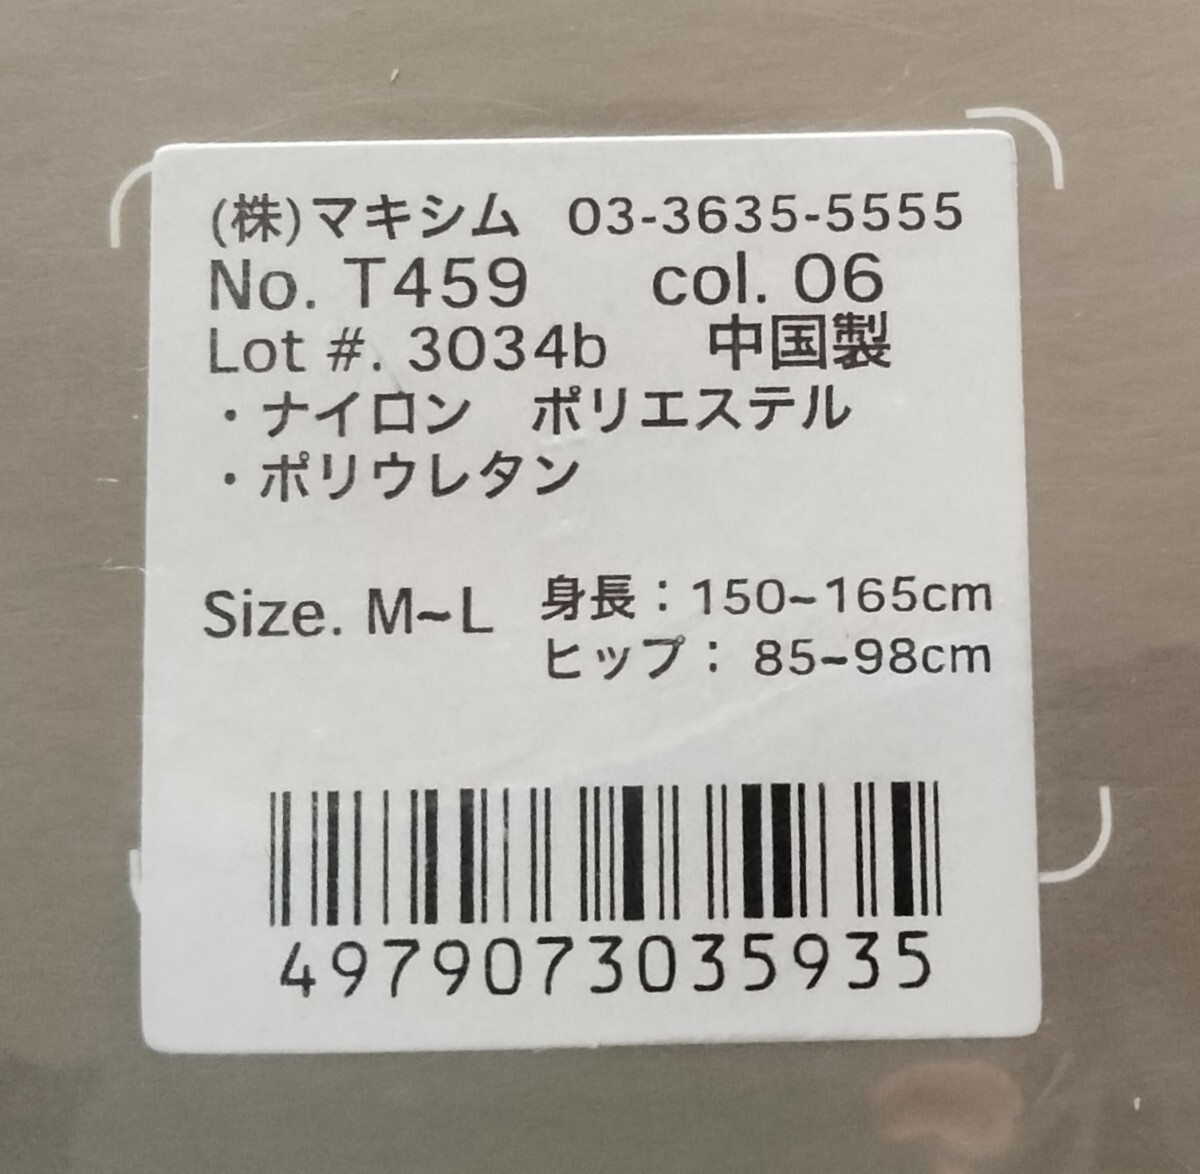 (株)マキシム 03-3635-5555
No. T459 col. 06
Lot #. 3034b 中国製
・ナイロン ポリエステル
・ポリウレタン
Size. M~L 身長：150~165cm
ヒップ： 85~98cm
4979073035935